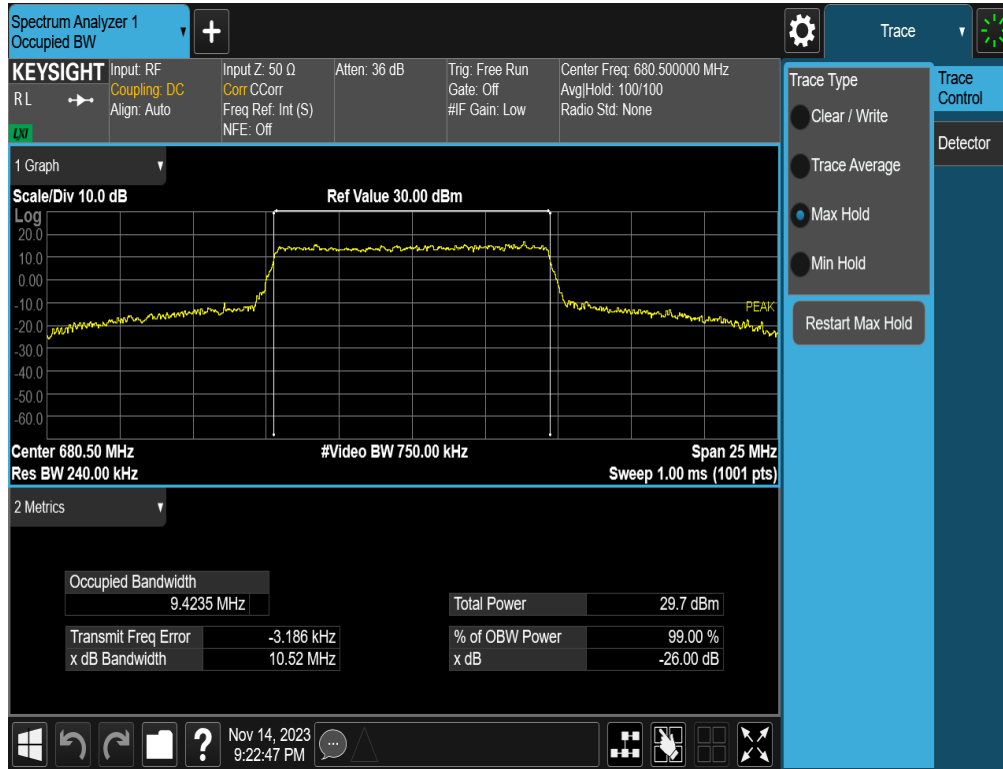 Spectrum Analyzer 1
Occupied BW
+
Trace
KEYSIGHT
R L
LXI
Input: RF
Coupling: DC
Align: Auto
Input Z: 50 Ω
Corr CCorr
Freq Ref: Int (S)
NFE: Off
Atten: 36 dB
Trig: Free Run
Gate: Off
#IF Gain: Low
Center Freq: 680.500000 MHz
Avg|Hold: 100/100
Radio Std: None
Trace Type
Clear / Write
Trace Average
Max Hold
Min Hold
Restart Max Hold
Trace
Control
Detector
1 Graph
Scale/Div 10.0 dB
Ref Value 30.00 dBm
Log
20.0
10.0
0.00
-10.0
-20.0
-30.0
-40.0
-50.0
-60.0
PEAK
Center 680.50 MHz
#Video BW 750.00 kHz
Span 25 MHz
Res BW 240.00 kHz
Sweep 1.00 ms (1001 pts)
2 Metrics
Occupied Bandwidth
9.4235 MHz
Total Power 29.7 dBm
Transmit Freq Error -3.186 kHz
% of OBW Power 99.00 %
x dB Bandwidth 10.52 MHz
x dB -26.00 dB
?
Nov 14, 2023
9:22:47 PM